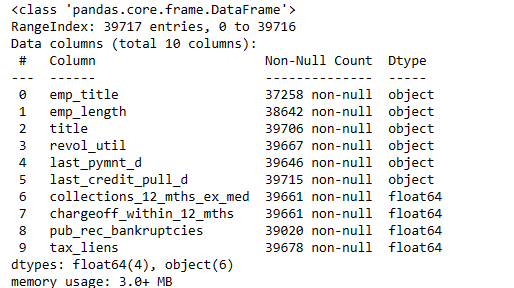 <class 'pandas.core.frame.DataFrame'>
RangeIndex: 39717 entries, 0 to 39716
Data columns (total 10 columns):
 #   Column                      Non-Null Count  Dtype
---  ------                      --------------  -----
 0   emp_title                   37258 non-null  object
 1   emp_length                  38642 non-null  object
 2   title                       39706 non-null  object
 3   revol_util                  39667 non-null  object
 4   last_pymnt_d                39646 non-null  object
 5   last_credit_pull_d          39715 non-null  object
 6   collections_12_mths_ex_med  39661 non-null  float64
 7   chargeoff_within_12_mths    39661 non-null  float64
 8   pub_rec_bankruptcies        39020 non-null  float64
 9   tax_liens                   39678 non-null  float64
dtypes: float64(4), object(6)
memory usage: 3.0+ MB